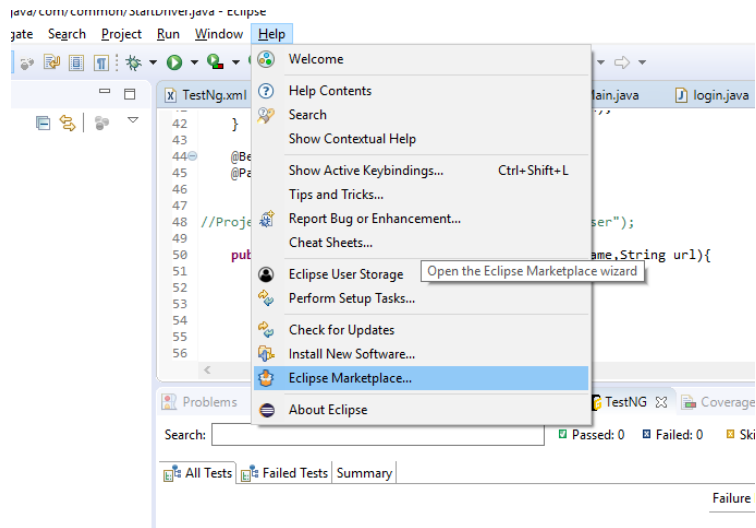 java/com/common/StartDriver.java - Eclipse
gate Search Project Run Window Help
Welcome
TestNg.xml
Help Contents
Main.java
login.java
Search
42 }
43
Show Contextual Help
44 @Be
45 @Pa
Show Active Keybindings... Ctrl+Shift+L
46
Tips and Tricks...
47
48 //Proje
Report Bug or Enhancement...
ser");
49
Cheat Sheets...
50 pub
ame,String url){
51
Eclipse User Storage
Open the Eclipse Marketplace wizard
52
Perform Setup Tasks...
53
54
Check for Updates
55
Install New Software...
56
Eclipse Marketplace...
Problems
About Eclipse
TestNG
Coverage
Search:
Passed: 0 Failed: 0 Ski
All Tests Failed Tests Summary
Failure